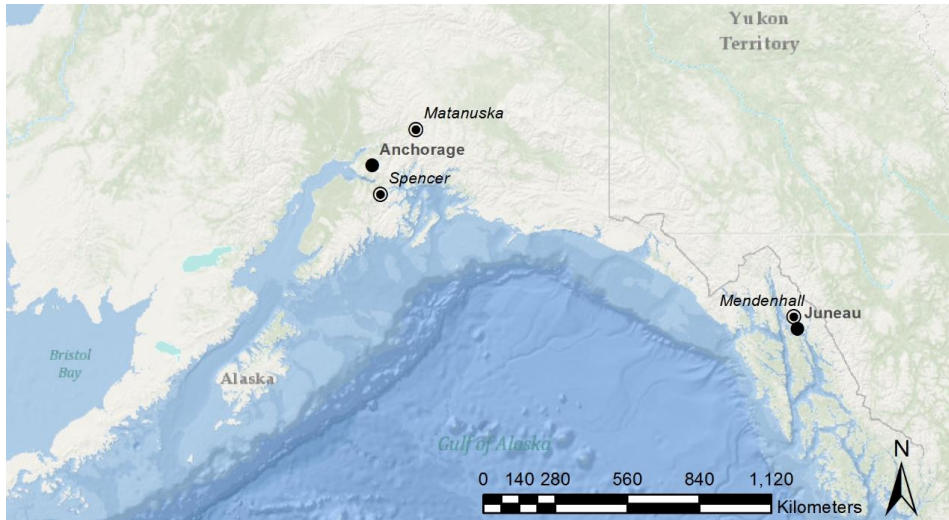 Yukon
Territory
Matanuska
Anchorage
Spencer
Mendenhall
Juneau
Bristol
Bay
Alaska
Gulf of Alaska
N
0 140 280 560 840 1,120
Kilometers